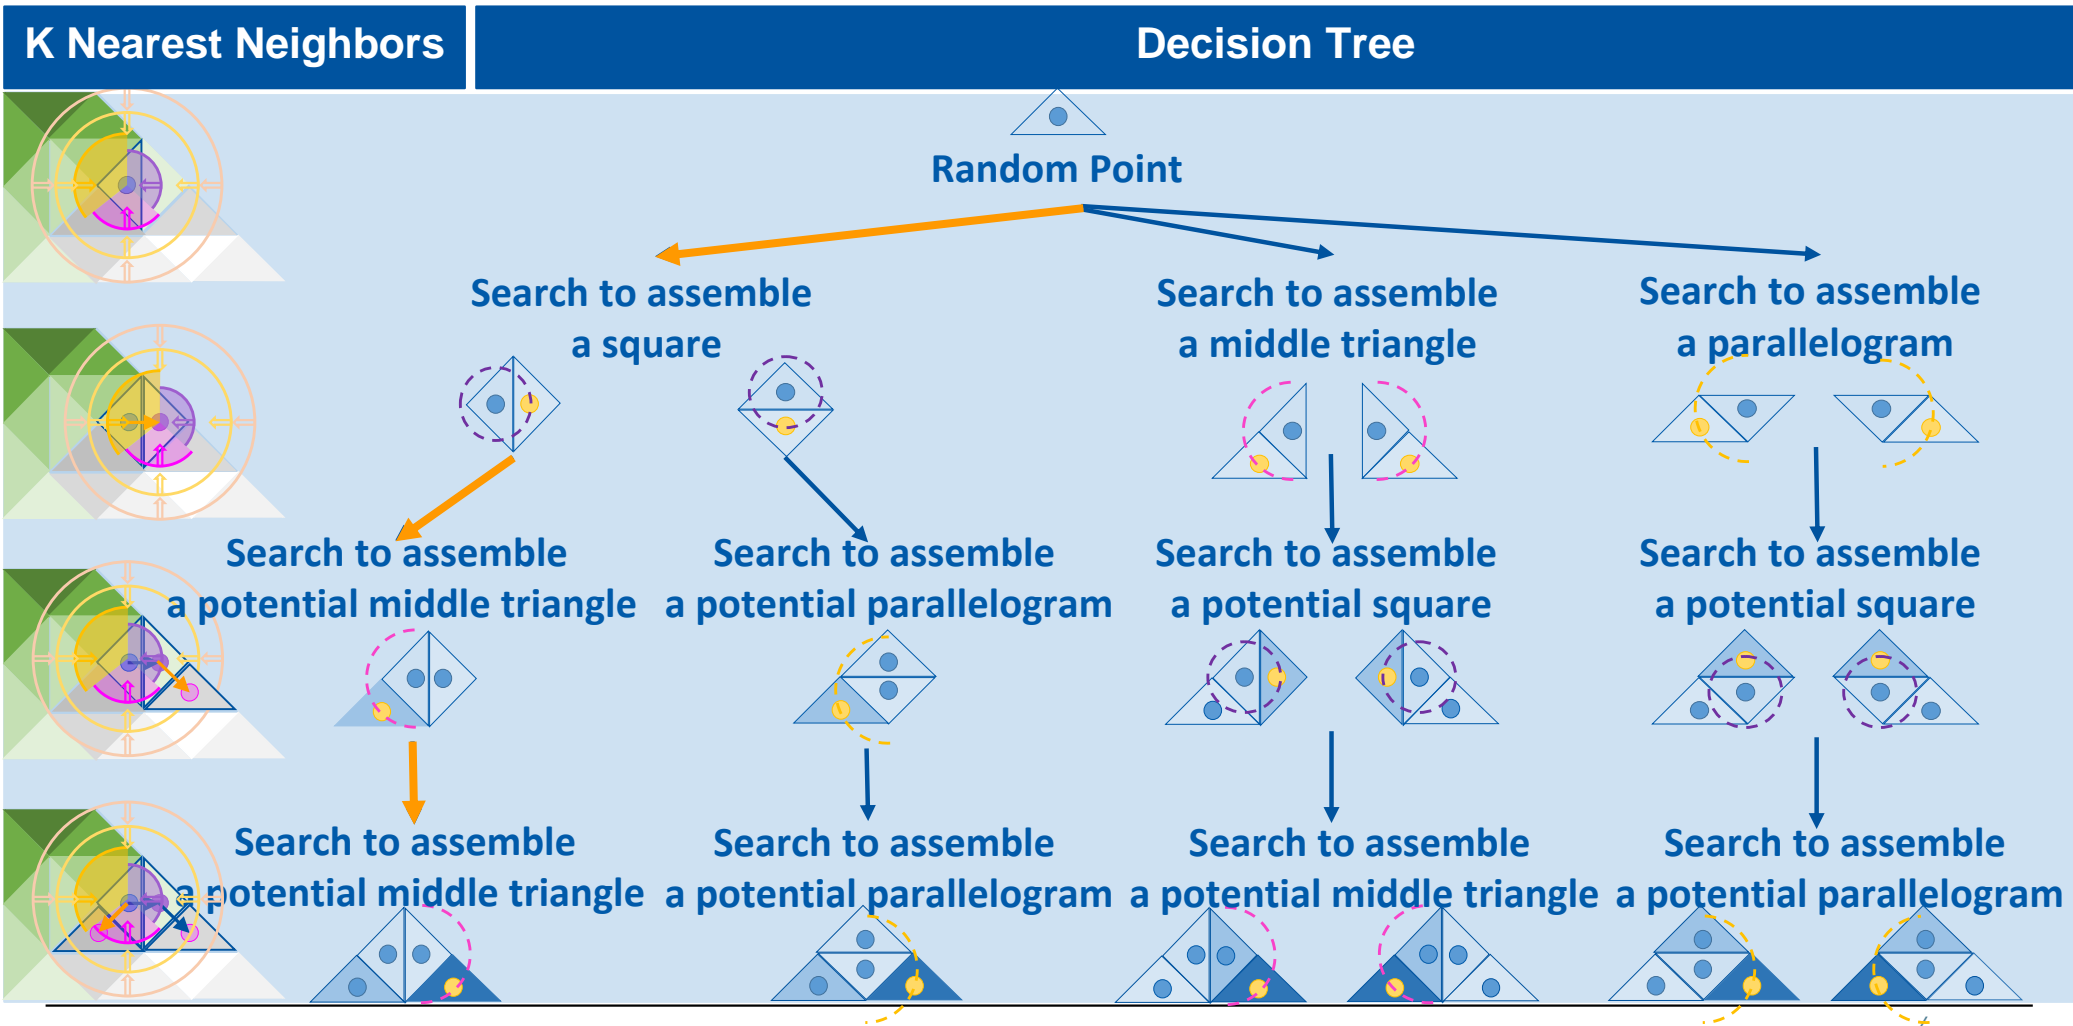 K Nearest Neighbors
Decision Tree
Random Point
Search to assemble
a square
Search to assemble
a middle triangle
Search to assemble
a parallelogram
Search to assemble
a potential middle triangle
Search to assemble
a potential parallelogram
Search to assemble
a potential square
Search to assemble
a potential square
Search to assemble
a potential middle triangle
Search to assemble
a potential parallelogram
Search to assemble
a potential middle triangle
Search to assemble
a potential parallelogram